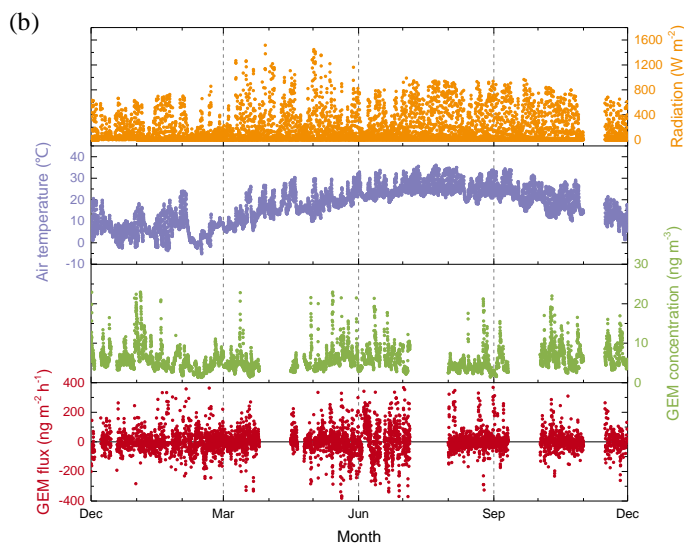 (b)
1600
1200
800
400
0
Radiation (W m⁻²)
40
30
20
10
0
-10
Air temperature (℃)
30
20
10
0
GEM concentration (ng m⁻³)
400
200
0
-200
-400
GEM flux (ng m⁻² h⁻¹)
Dec Mar Jun Sep Dec
Month